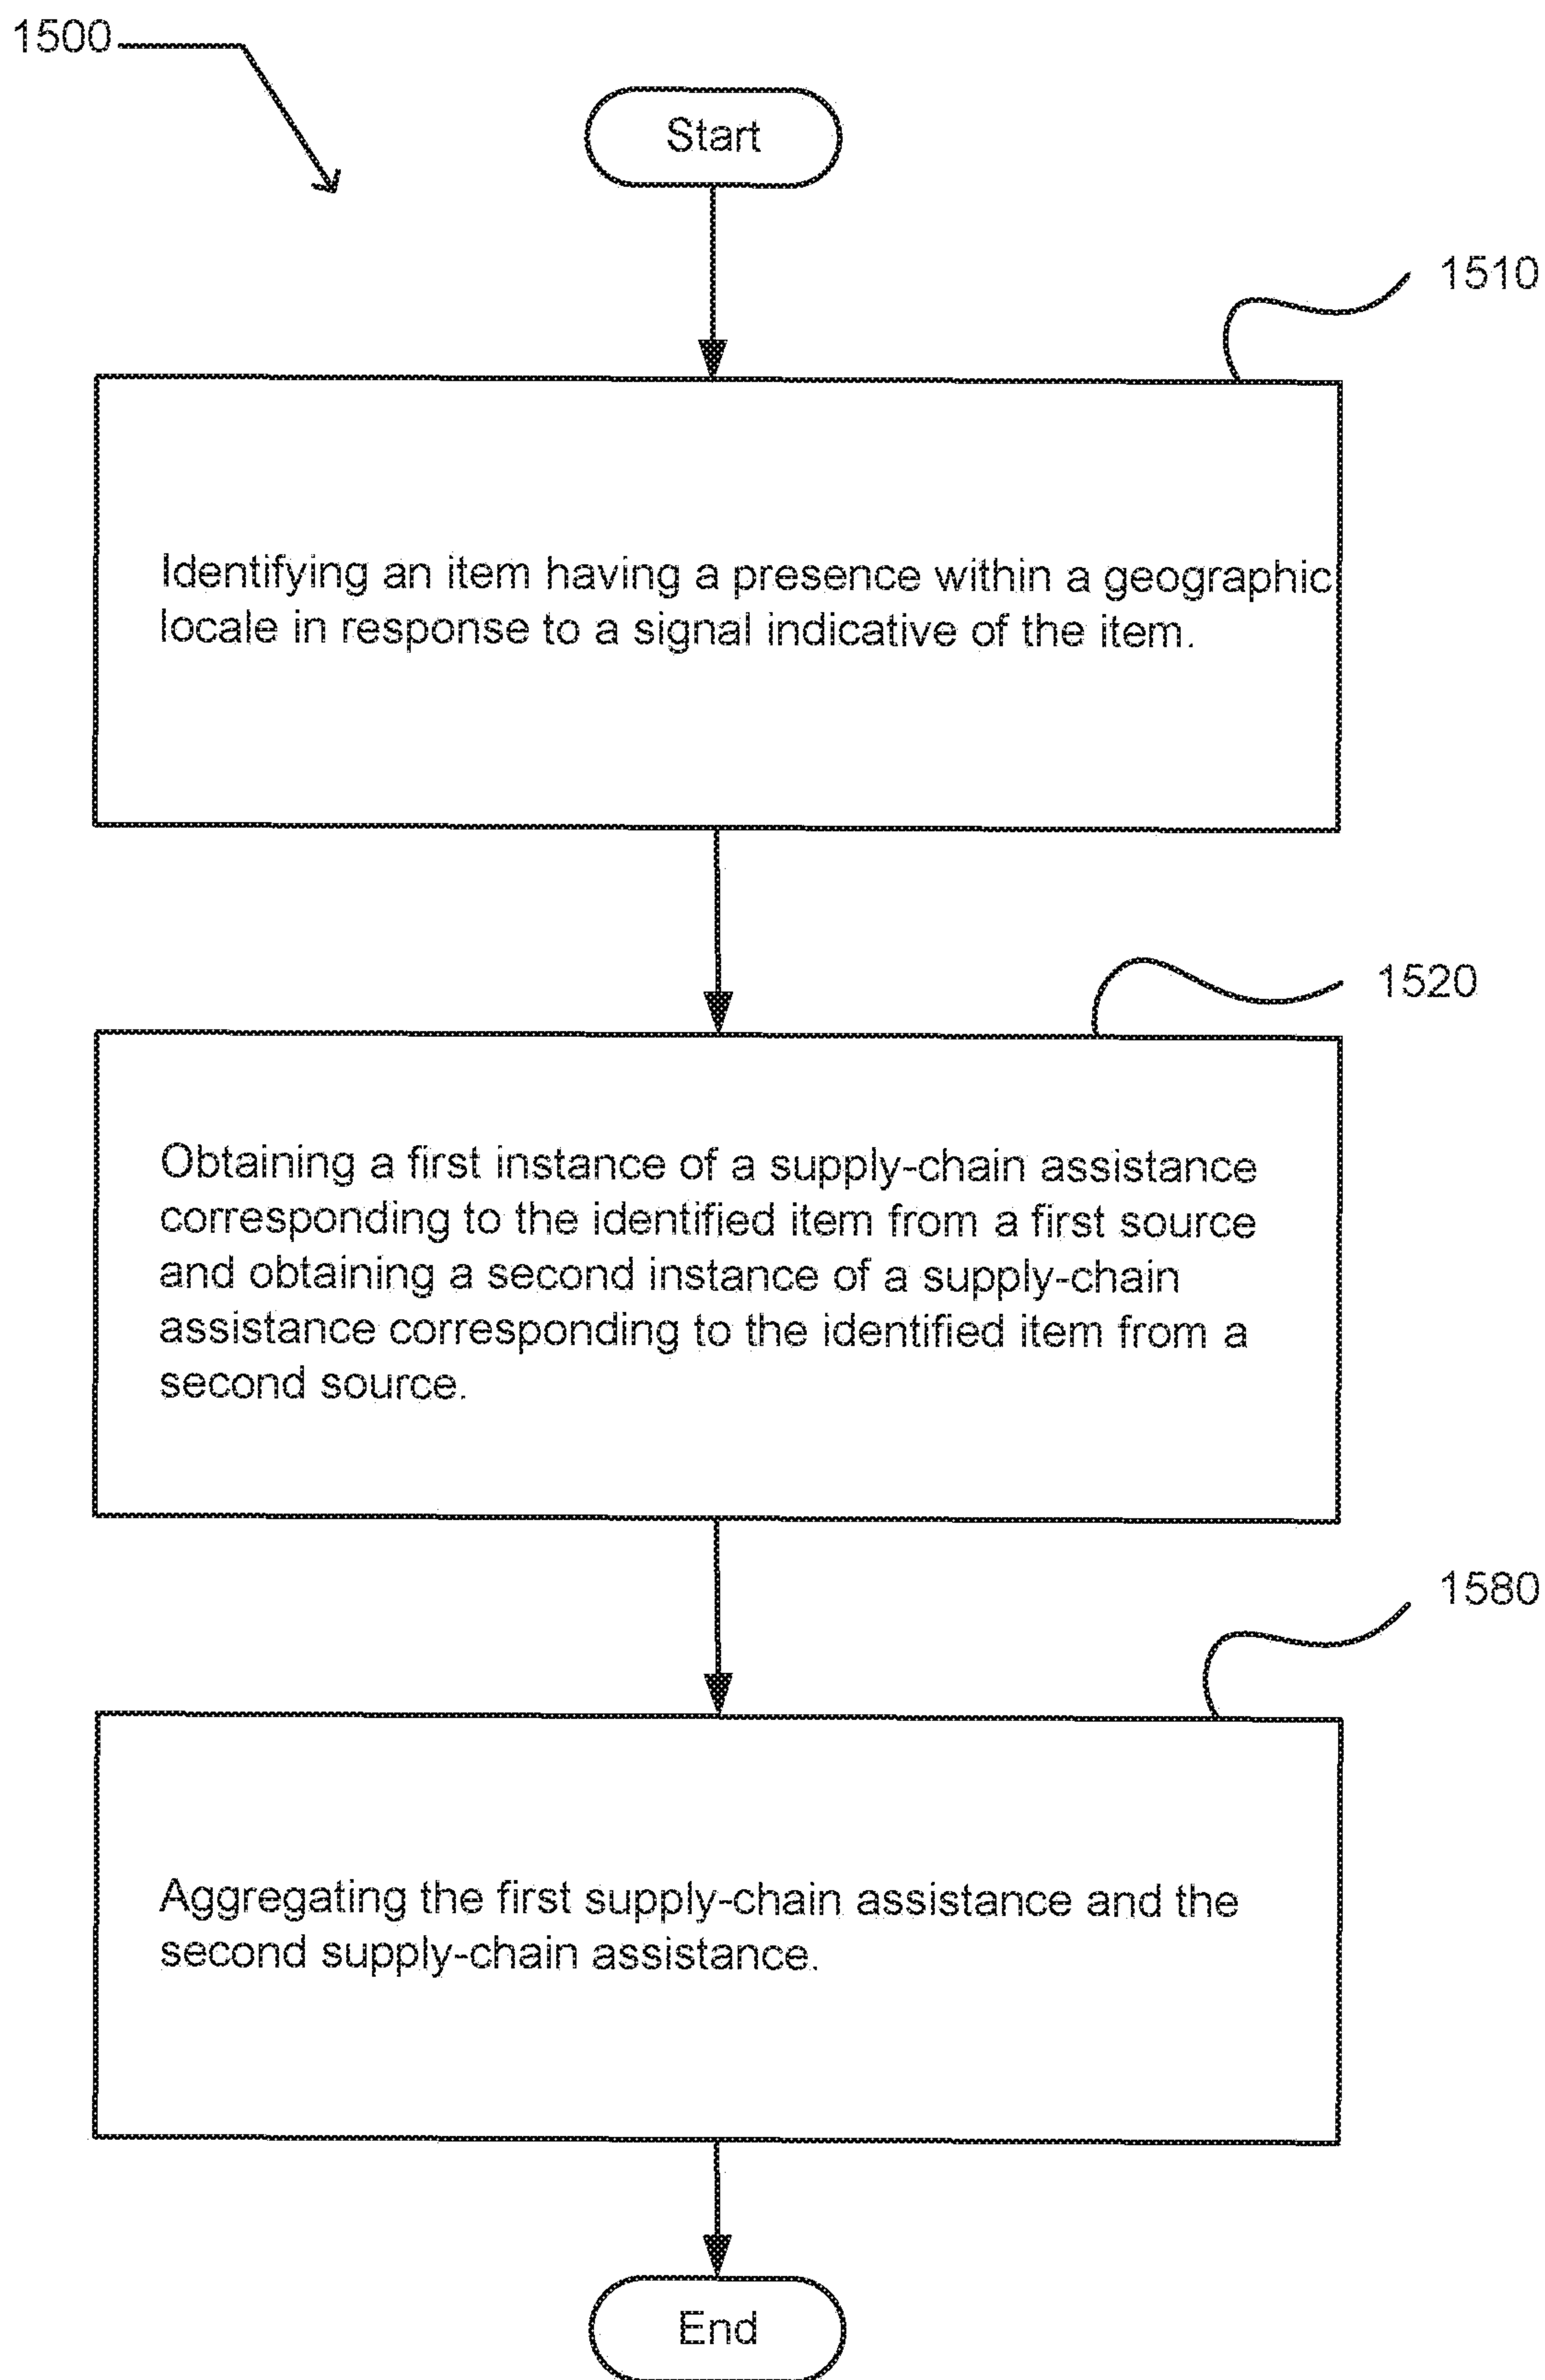 1500
Start
1510
Identifying an item having a presence within a geographic
locale in response to a signal indicative of the item.
1520
Obtaining a first instance of a supply-chain assistance
corresponding to the identified item from a first source
and obtaining a second instance of a supply-chain
assistance corresponding to the identified item from a
second source.
1580
Aggregating the first supply-chain assistance and the
second supply-chain assistance.
End